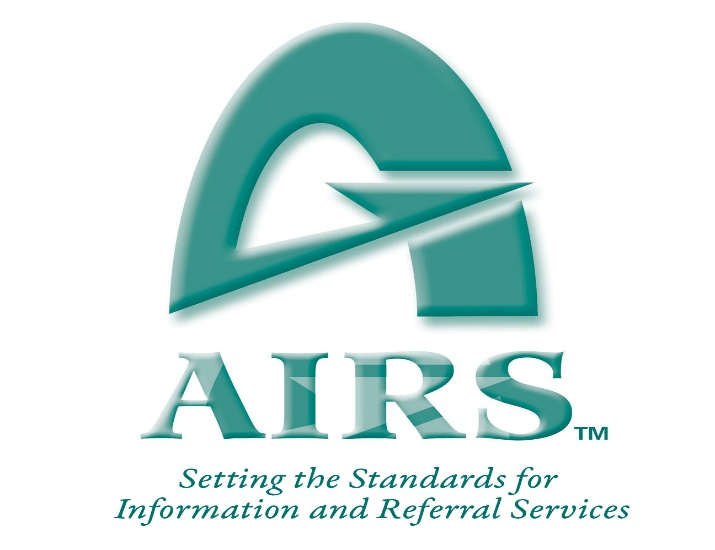 AIRS™
Setting the Standards for
Information and Referral Services